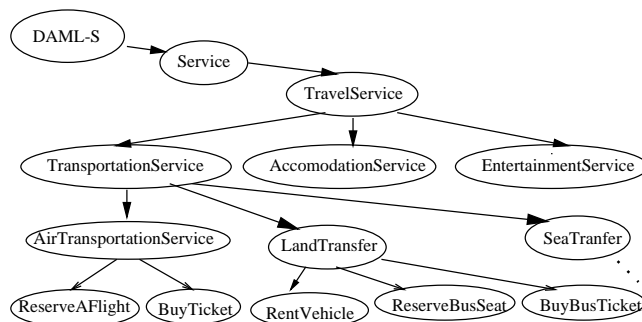 DAML-S
Service
TravelService
TransportationService
AccomodationService
EntertainmentService
AirTransportationService
LandTransfer
SeaTranfer
ReserveAFlight
BuyTicket
RentVehicle
ReserveBusSeat
BuyBusTicket